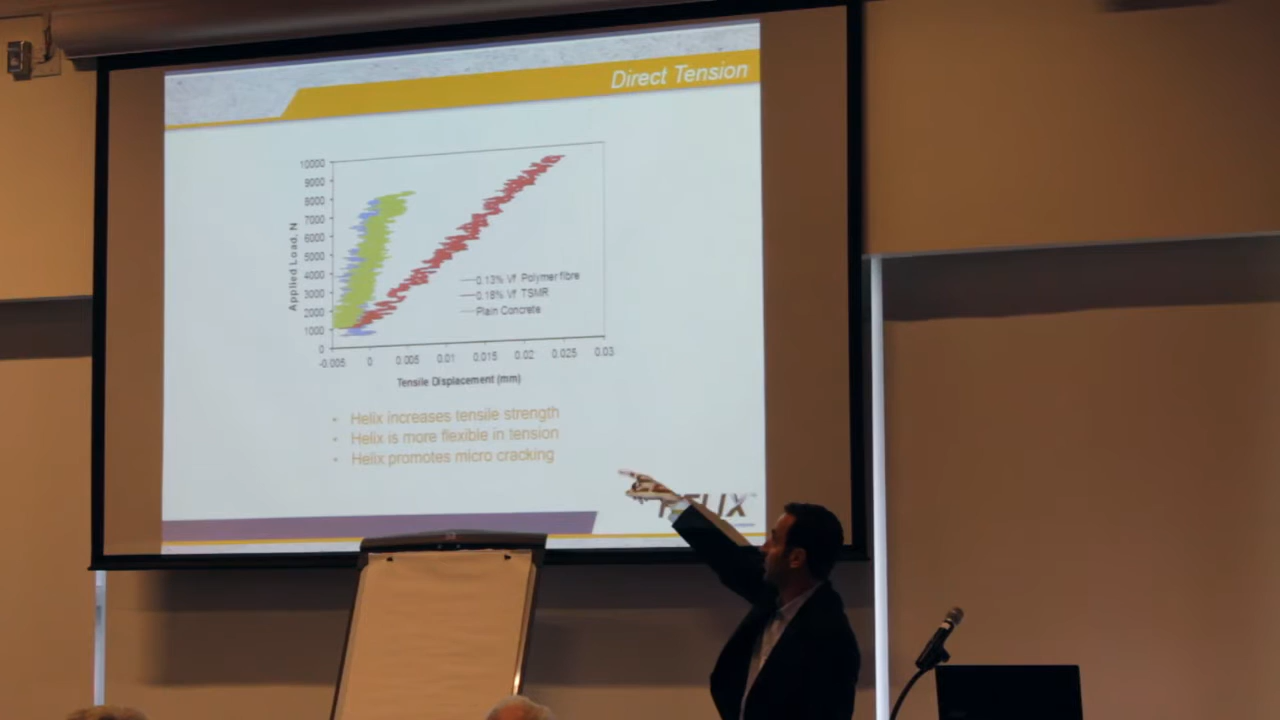 Direct Tension
10000
9000
8000
7000
6000
5000
4000
3000
2000
1000
0
Applied Load, N
0.13% Vf Polymer fibre
0.18% Vf TSMR
Plain Concrete
-0.005 0 0.005 0.01 0.015 0.02 0.025 0.03
Tensile Displacement (mm)
• Helix increases tensile strength
• Helix is more flexible in tension
• Helix promotes micro cracking
HELIX